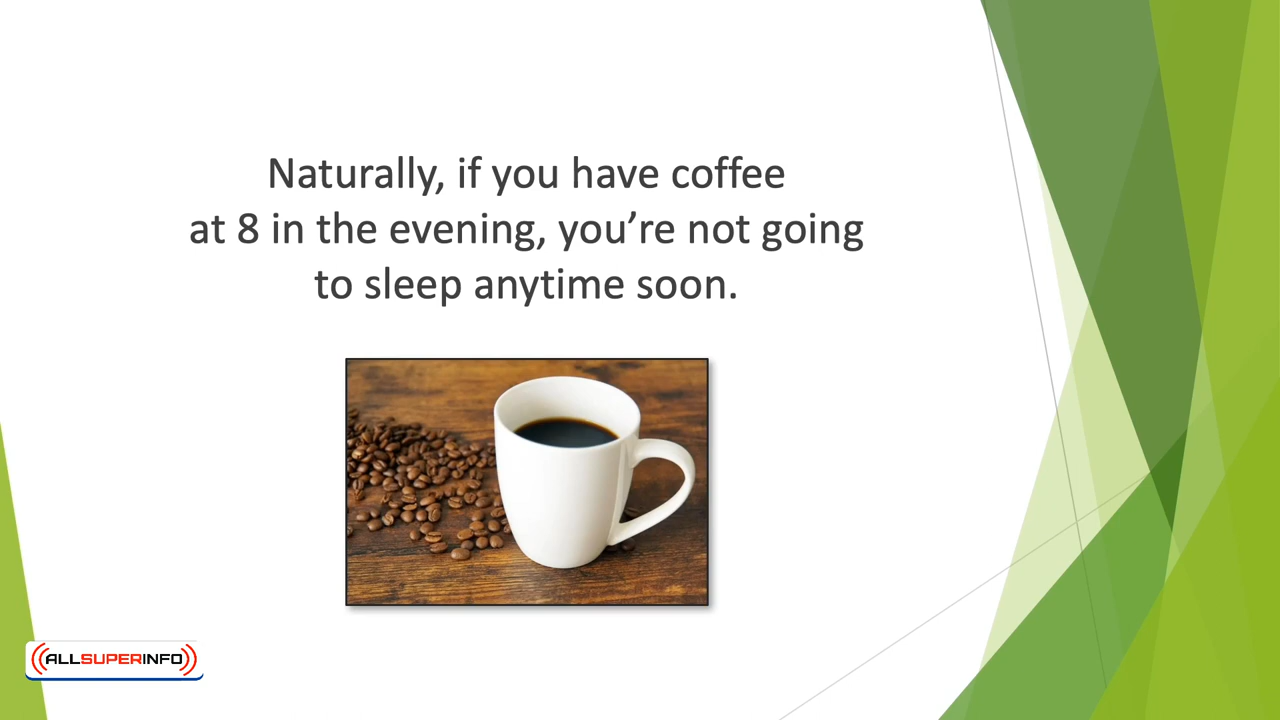 Naturally, if you have coffee
at 8 in the evening, you’re not going
to sleep anytime soon.
ALLSUPERINFO